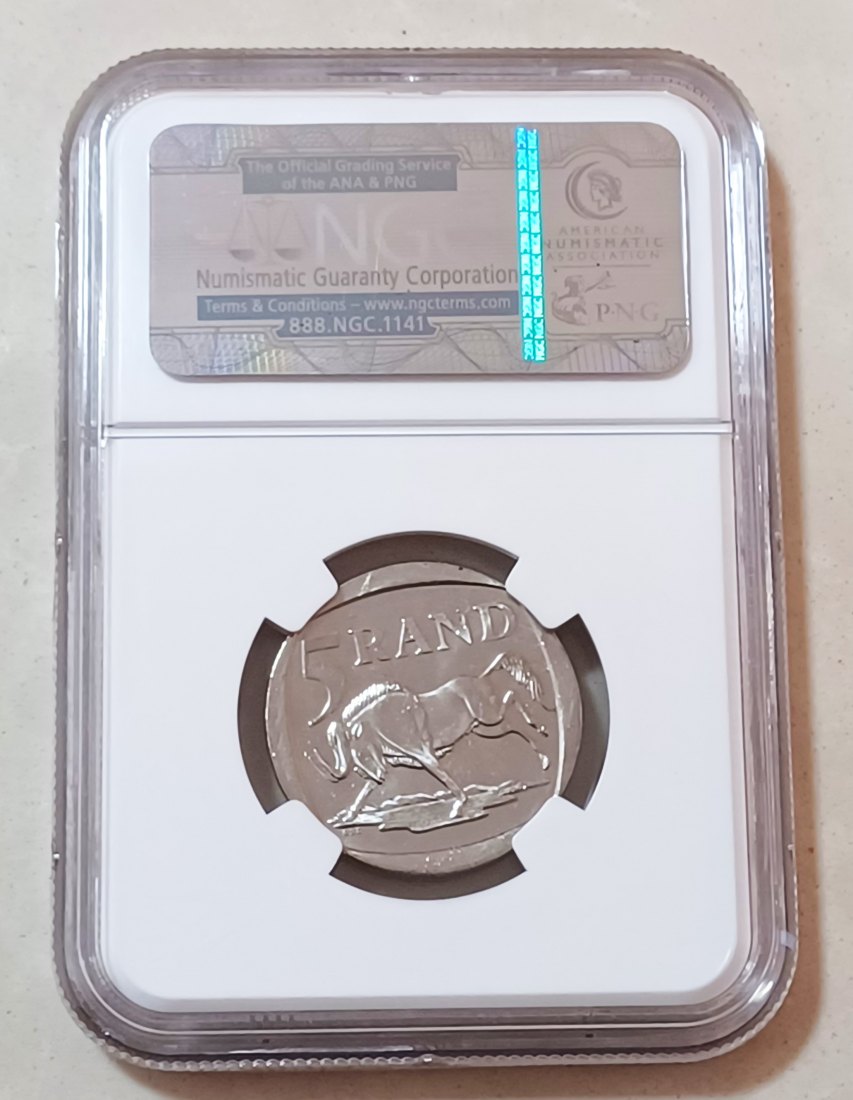 The Official Grading Service
of the ANA & PNG
NGC
Numismatic Guaranty Corporation
Terms & Conditions – www.ngcterms.com
888.NGC.1141
AMERICAN
NUMISMATIC
ASSOCIATION
P·N·G
5 RAND